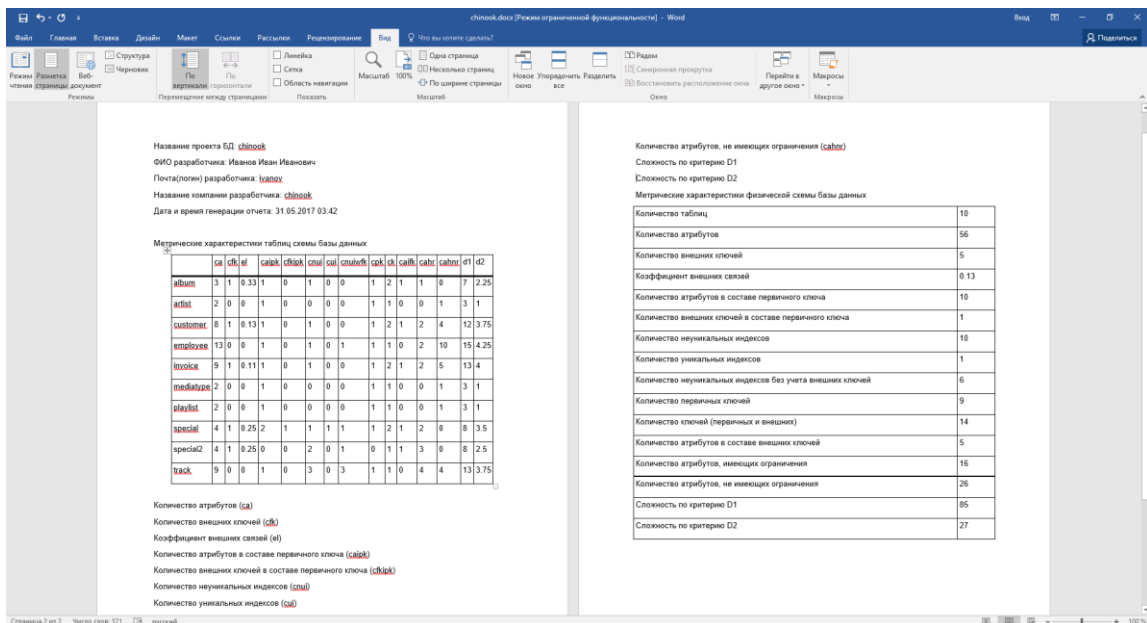 chinook.docx [Режим ограниченной функциональности] - Word
Вход
Файл Главная Вставка Дизайн Макет Ссылки Рассылки Рецензирование Вид Что вы хотите сделать? Поделиться
Режим чтения
Разметка страницы
Веб-документ
Структура
Черновик
Режимы
По вертикали
По горизонтали
Перемещение между страницами
Линейка
Сетка
Область навигации
Показать
Масштаб
100%
Одна страница
Несколько страниц
По ширине страницы
Масштаб
Новое окно
Упорядочить все
Разделить
Рядом
Синхронная прокрутка
Восстановить расположение окна
Перейти в другое окно
Окно
Макросы
Макросы
Название проекта БД: chinook
ФИО разработчика: Иванов Иван Иванович
Почта(логин) разработчика: ivanov
Название компании разработчика: chinook
Дата и время генерации отчета: 31.05.2017 03:42
Метрические характеристики таблиц схемы базы данных
ca cfk el caipk cfkipk cnui cui cnuiwfk cpk ck caifk cahr cahnr d1 d2
album 3 1 0.33 1 0 1 0 0 1 2 1 1 0 7 2.25
artist 2 0 0 1 0 0 0 0 1 1 0 0 1 3 1
customer 8 1 0.13 1 0 1 0 0 1 2 1 2 4 12 3.75
employee 13 0 0 1 0 1 0 1 1 1 0 2 10 15 4.25
invoice 9 1 0.11 1 0 1 0 0 1 2 1 2 5 13 4
mediatype 2 0 0 1 0 0 0 0 1 1 0 0 1 3 1
playlist 2 0 0 1 0 0 0 0 1 1 0 0 1 3 1
special 4 1 0.25 2 1 1 1 1 1 2 1 2 0 8 3.5
special2 4 1 0.25 0 0 2 0 1 0 1 1 3 0 8 2.5
track 9 0 0 1 0 3 0 3 1 1 0 4 4 13 3.75
Количество атрибутов (ca)
Количество внешних ключей (cfk)
Коэффициент внешних связей (el)
Количество атрибутов в составе первичного ключа (caipk)
Количество внешних ключей в составе первичного ключа (cfkipk)
Количество неуникальных индексов (cnui)
Количество уникальных индексов (cui)
Количество атрибутов, не имеющих ограничения (cahnr)
Сложность по критерию D1
Сложность по критерию D2
Метрические характеристики физической схемы базы данных
Количество таблиц 10
Количество атрибутов 56
Количество внешних ключей 5
Коэффициент внешних связей 0.13
Количество атрибутов в составе первичного ключа 10
Количество внешних ключей в составе первичного ключа 1
Количество неуникальных индексов 10
Количество уникальных индексов 1
Количество неуникальных индексов без учета внешних ключей 6
Количество первичных ключей 9
Количество ключей (первичных и внешних) 14
Количество атрибутов в составе внешних ключей 5
Количество атрибутов, имеющих ограничения 16
Количество атрибутов, не имеющих ограничения 26
Сложность по критерию D1 85
Сложность по критерию D2 27
Страница 2 из 2 Число слов: 371 русский 100 %